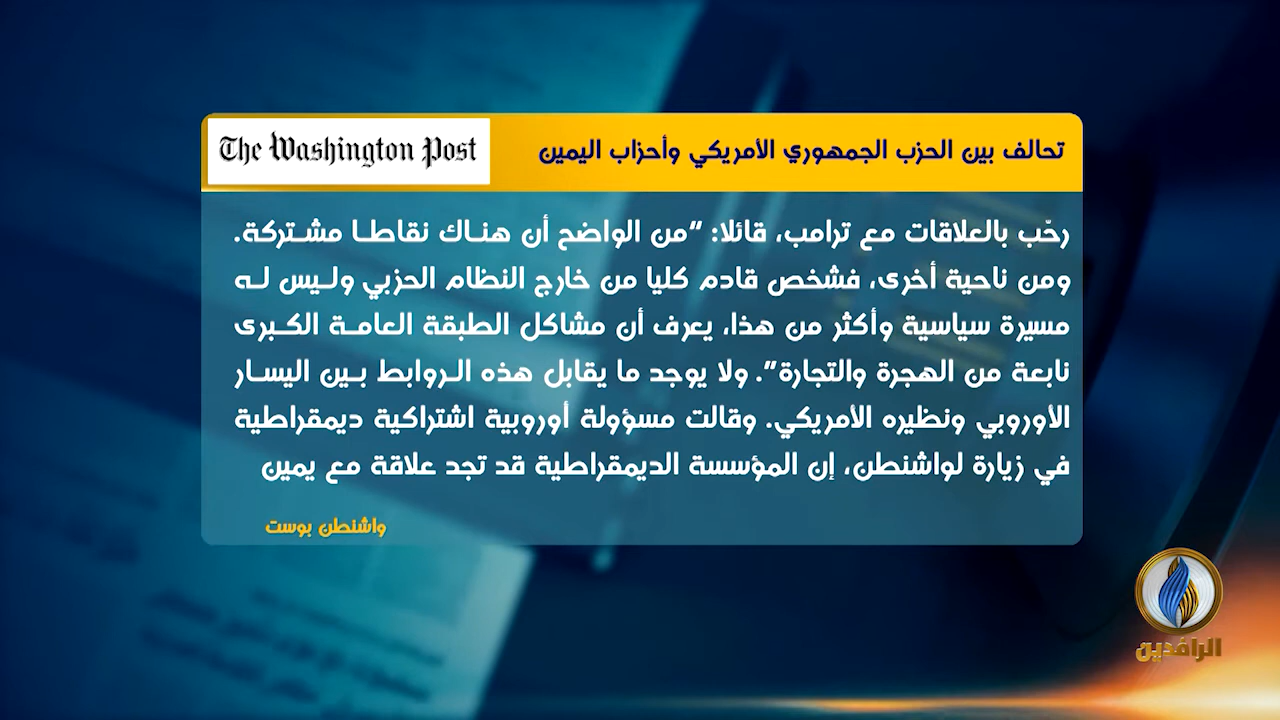 تحالف بين الحزب الجمهوري الأمريكي وأحزاب اليمين
The Washington Post
رحّب بالعلاقات مع ترامب، قائلا: “من الواضح أن هناك نقاطا مشتركة.
ومن ناحية أخرى، فشخص قادم كليا من خارج النظام الحزبي وليس له
مسيرة سياسية وأكثر من هذا، يعرف أن مشاكل الطبقة العامة الكبرى
نابعة من الهجرة والتجارة”. ولا يوجد ما يقابل هذه الروابط بين اليسار
الأوروبي ونظيره الأمريكي. وقالت مسؤولة أوروبية اشتراكية ديمقراطية
في زيارة لواشنطن، إن المؤسسة الديمقراطية قد تجد علاقة مع يمين
واشنطن بوست
الرافدين